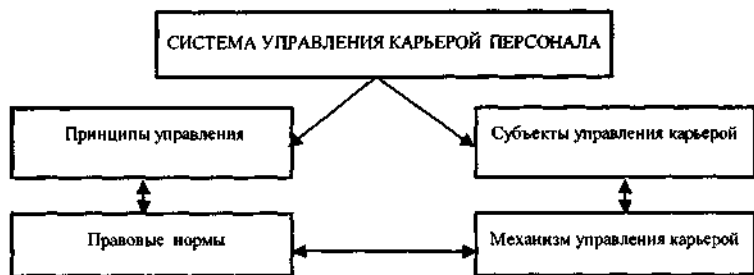 СИСТЕМА УПРАВЛЕНИЯ КАРЬЕРОЙ ПЕРСОНАЛА
Принципы управления
Субъекты управления карьерой
Правовые нормы
Механизм управления карьерой